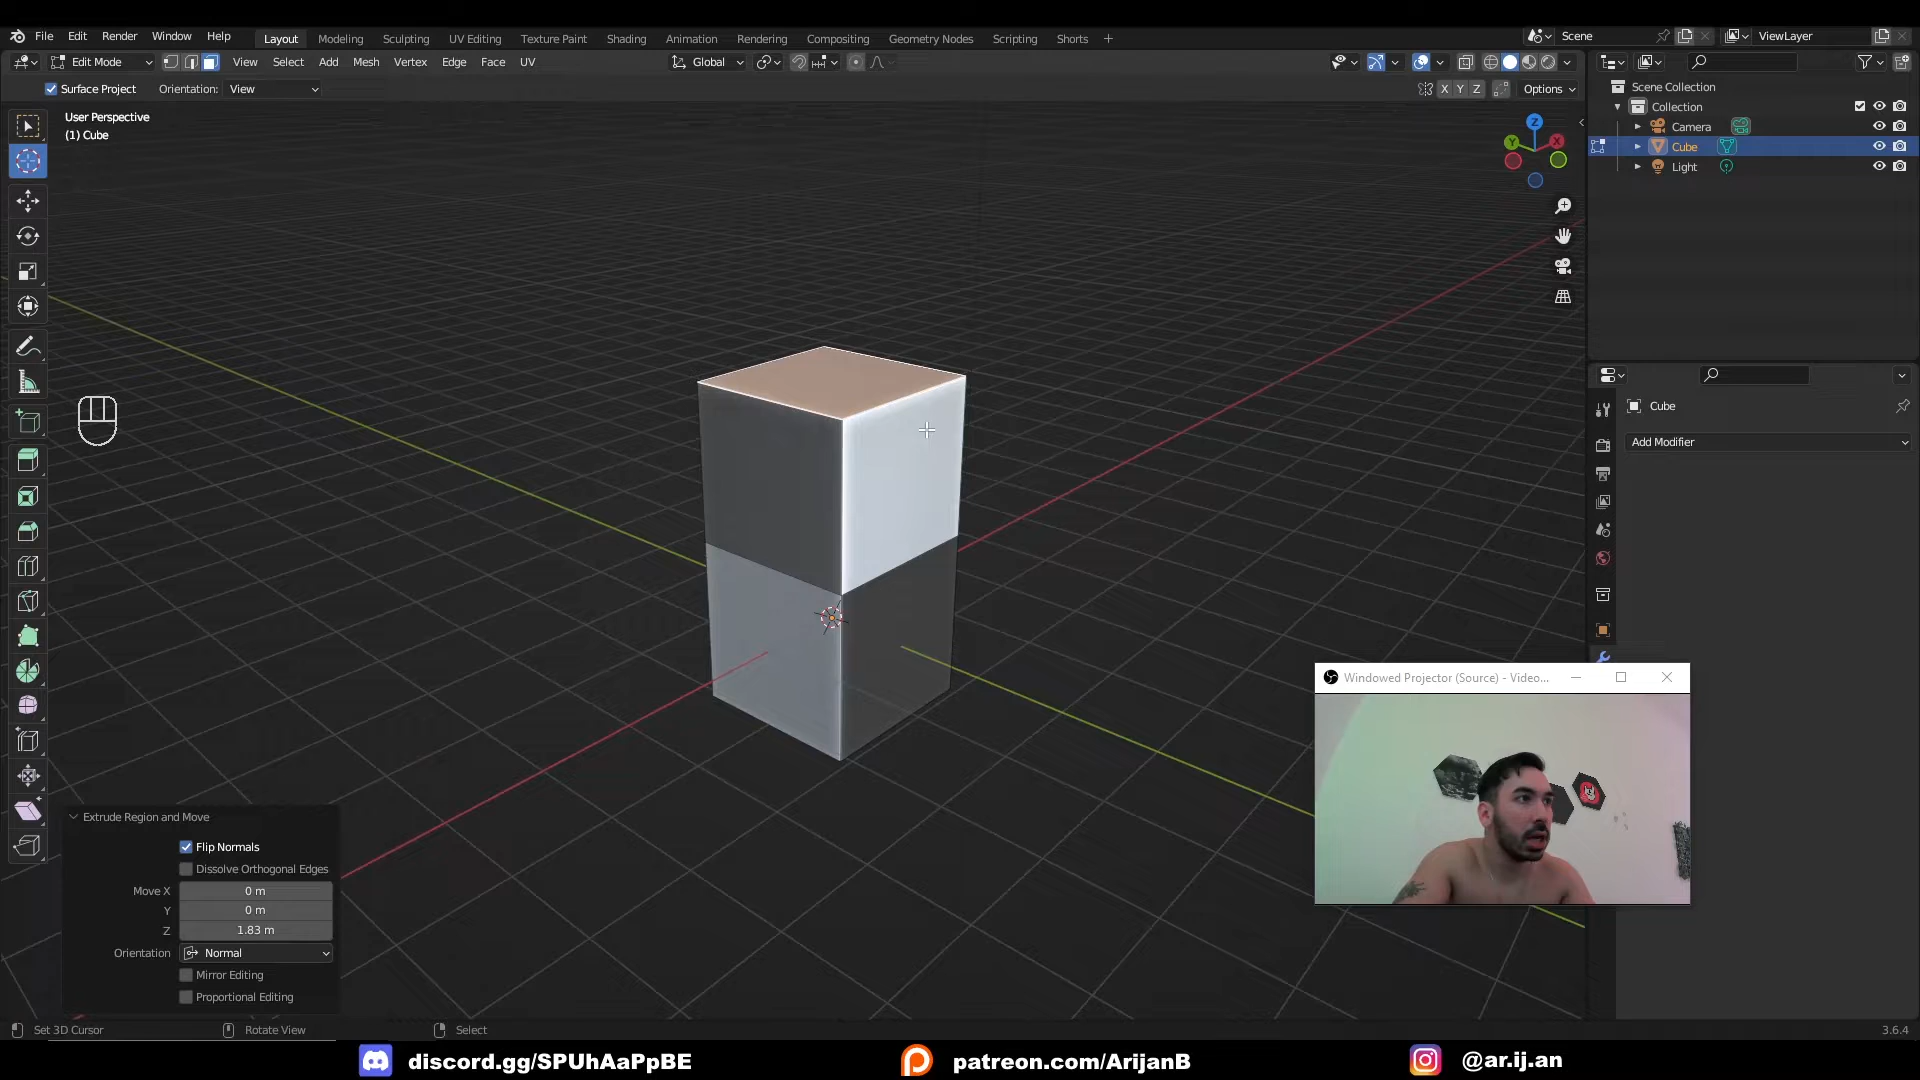 File Edit Render Window Help Layout Modeling Sculpting UV Editing Texture Paint Shading Animation Rendering Compositing Geometry Nodes Scripting Shorts + Scene ViewLayer
Edit Mode View Select Add Mesh Vertex Edge Face UV Global
Surface Project Orientation: View X Y Z Options
User Perspective
(1) Cube
Z
Y
X
Scene Collection
Collection
Camera
Cube
Light
Cube
Add Modifier
Windowed Projector (Source) - Video...
Extrude Region and Move
Flip Normals
Dissolve Orthogonal Edges
Move X 0 m
Y 0 m
Z 1.83 m
Orientation Normal
Mirror Editing
Proportional Editing
Set 3D Cursor Rotate View Select 3.6.4
discord.gg/SPUhAaPpBE patreon.com/ArijanB @ar.ij.an